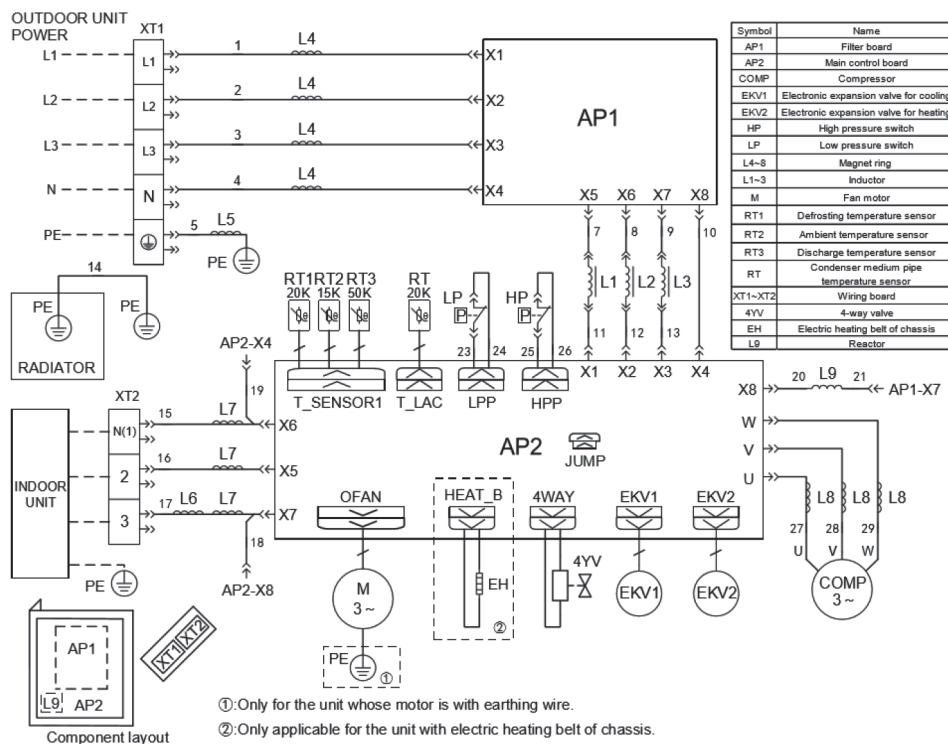 OUTDOOR UNIT
POWER
XT1
L1
L1
1
L4
X1
L2
L2
2
L4
X2
L3
L3
3
L4
X3
N
N
4
L4
X4
PE
5
L5
PE
AP1
X5
X6
X7
X8
7
8
9
10
L1
L2
L3
11
12
13
Symbol Name
AP1 Filter board
AP2 Main control board
COMP Compressor
EKV1 Electronic expansion valve for cooling
EKV2 Electronic expansion valve for heating
HP High pressure switch
LP Low pressure switch
L4~8 Magnet ring
L1~3 Inductor
M Fan motor
RT1 Defrosting temperature sensor
RT2 Ambient temperature sensor
RT3 Discharge temperature sensor
RT Condenser medium pipe
temperature sensor
XT1~XT2 Wiring board
4YV 4-way valve
EH Electric heating belt of chassis
L9 Reactor
14
PE
PE
RADIATOR
RT1 RT2 RT3
20K 15K 50K
RT
20K
θ
θ
θ
θ
LP
P
HP
P
23
24
25
26
T_SENSOR1
T_LAC
LPP
HPP
X1
X2
X3
X4
AP2-X4
19
XT2
INDOOR
UNIT
N(1)
15
L7
X6
2
16
L7
X5
3
17
L6
L7
X7
18
AP2-X8
PE
AP2
JUMP
X8
20
L9
21
AP1-X7
W
V
U
L8
L8
L8
27
28
29
U
V
W
COMP
3~
OFAN
HEAT_B
4WAY
EKV1
EKV2
M
3~
PE
①
EH
②
4YV
EKV1
EKV2
AP1
L9
AP2
XT1
XT2
Component layout
①:Only for the unit whose motor is with earthing wire.
②:Only applicable for the unit with electric heating belt of chassis.